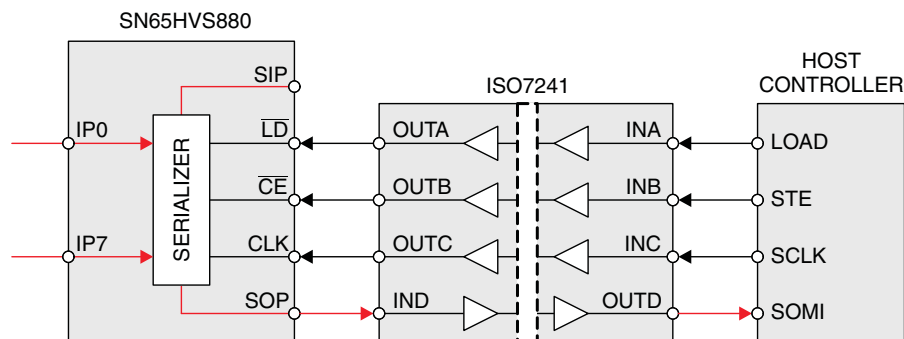 SN65HVS880
SIP
ISO7241
HOST
CONTROLLER
IP0
LD
OUTA
INA
LOAD
CE
OUTB
INB
STE
SERIALIZER
IP7
CLK
OUTC
INC
SCLK
SOP
IND
OUTD
SOMI